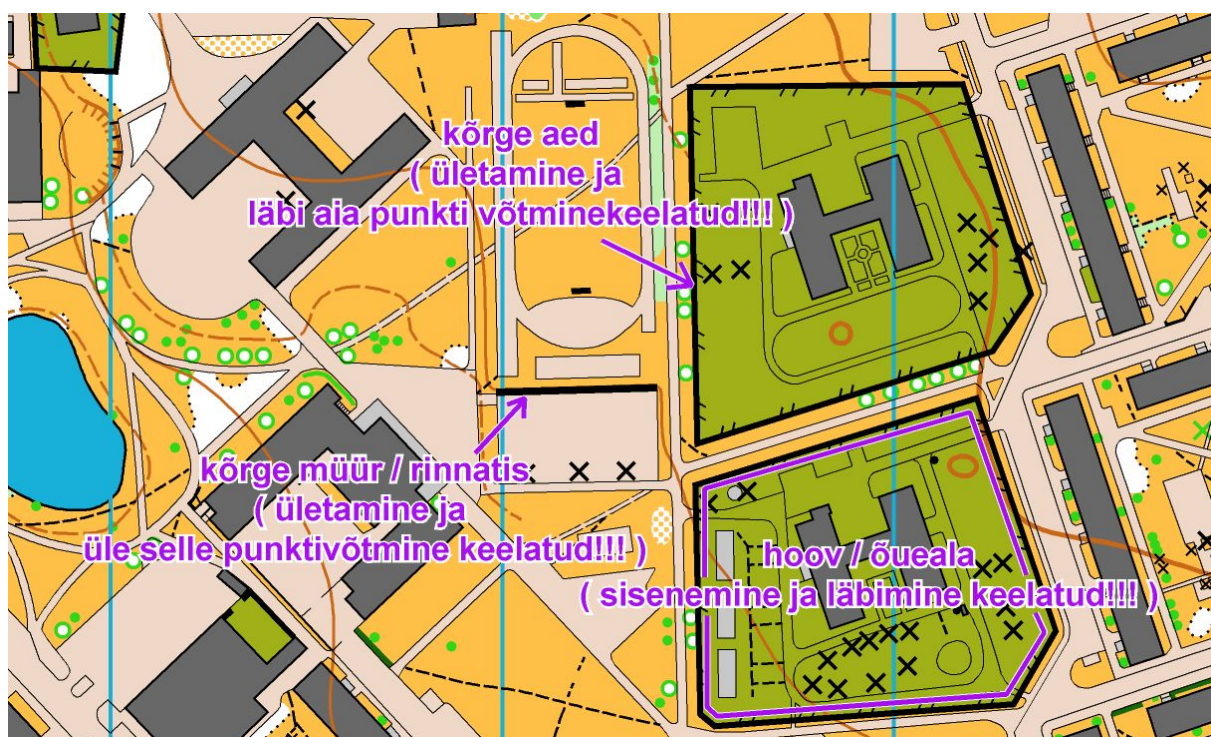 kõrge aed
( ületamine ja
läbi aia punkti võtminekeelatud!!! )
kõrge müür / rinnatis
( ületamine ja
üle selle punktivõtmine keelatud!!! )
hoov / õueala
( sisenemine ja läbimine keelatud!!! )